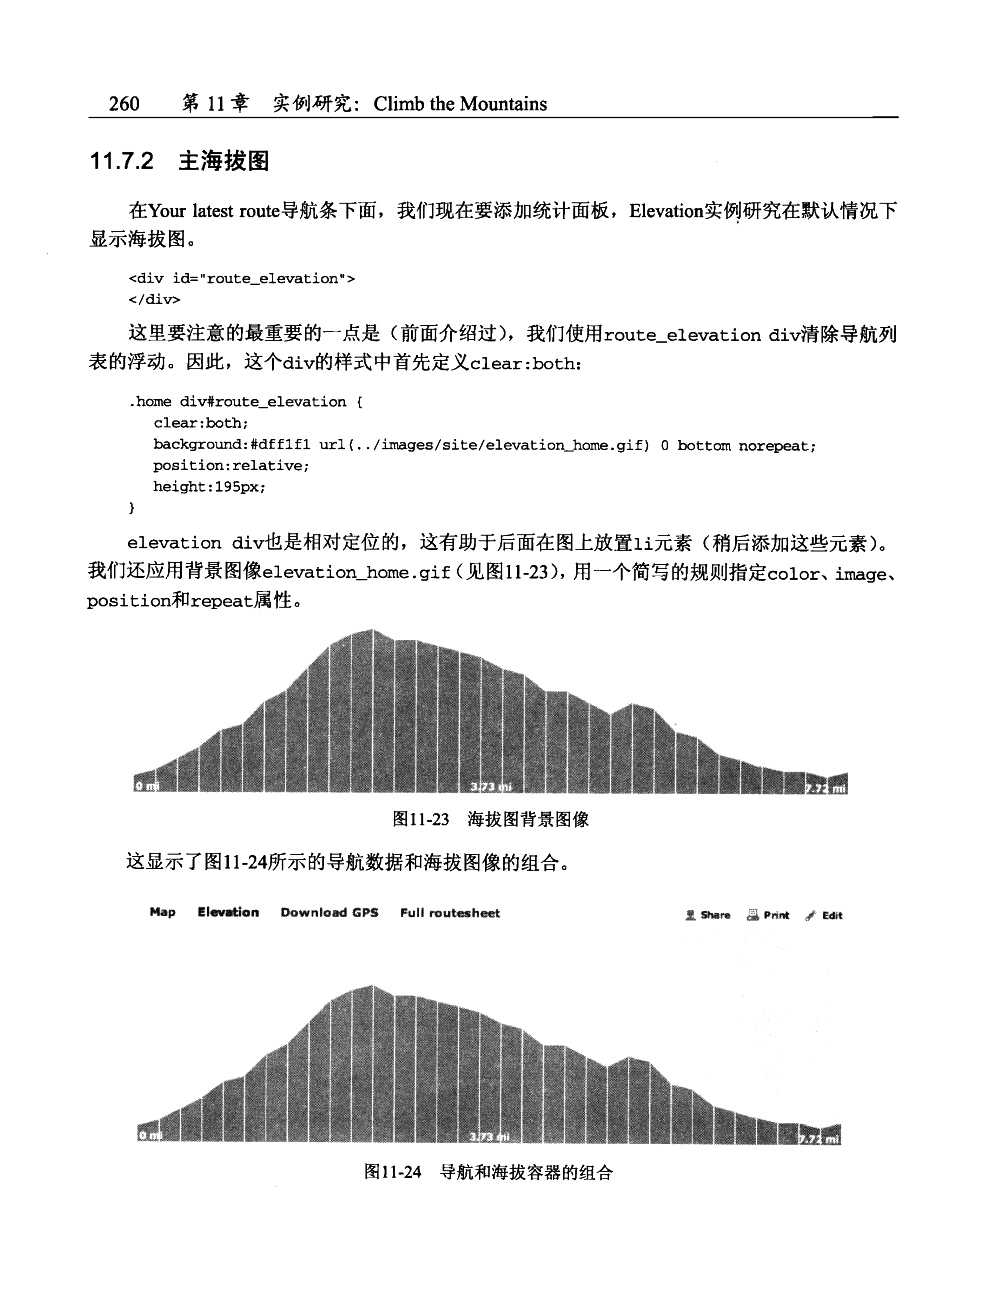 260 第 11 章 实例研究：Climb the Mountains
11.7.2 主海拔图
在Your latest route导航条下面，我们现在要添加统计面板，Elevation实例研究在默认情况下
显示海拔图。
<div id="route_elevation">
</div>
这里要注意的最重要的一点是（前面介绍过），我们使用route_elevation div清除导航列
表的浮动。因此，这个div的样式中首先定义clear:both：
.home div#route_elevation {
clear:both;
background:#dff1f1 url(../images/site/elevation_home.gif) 0 bottom norepeat;
position:relative;
height:195px;
}
elevation div也是相对定位的，这有助于后面在图上放置li元素（稍后添加这些元素）。
我们还应用背景图像elevation_home.gif（见图11-23），用一个简写的规则指定color、image、
position和repeat属性。
0 mi 3.73 mi 7.72 mi
图11-23 海拔图背景图像
这显示了图11-24所示的导航数据和海拔图像的组合。
Map Elevation Download GPS Full routesheet Share Print Edit
0 mi 3.73 mi 7.72 mi
图11-24 导航和海拔容器的组合